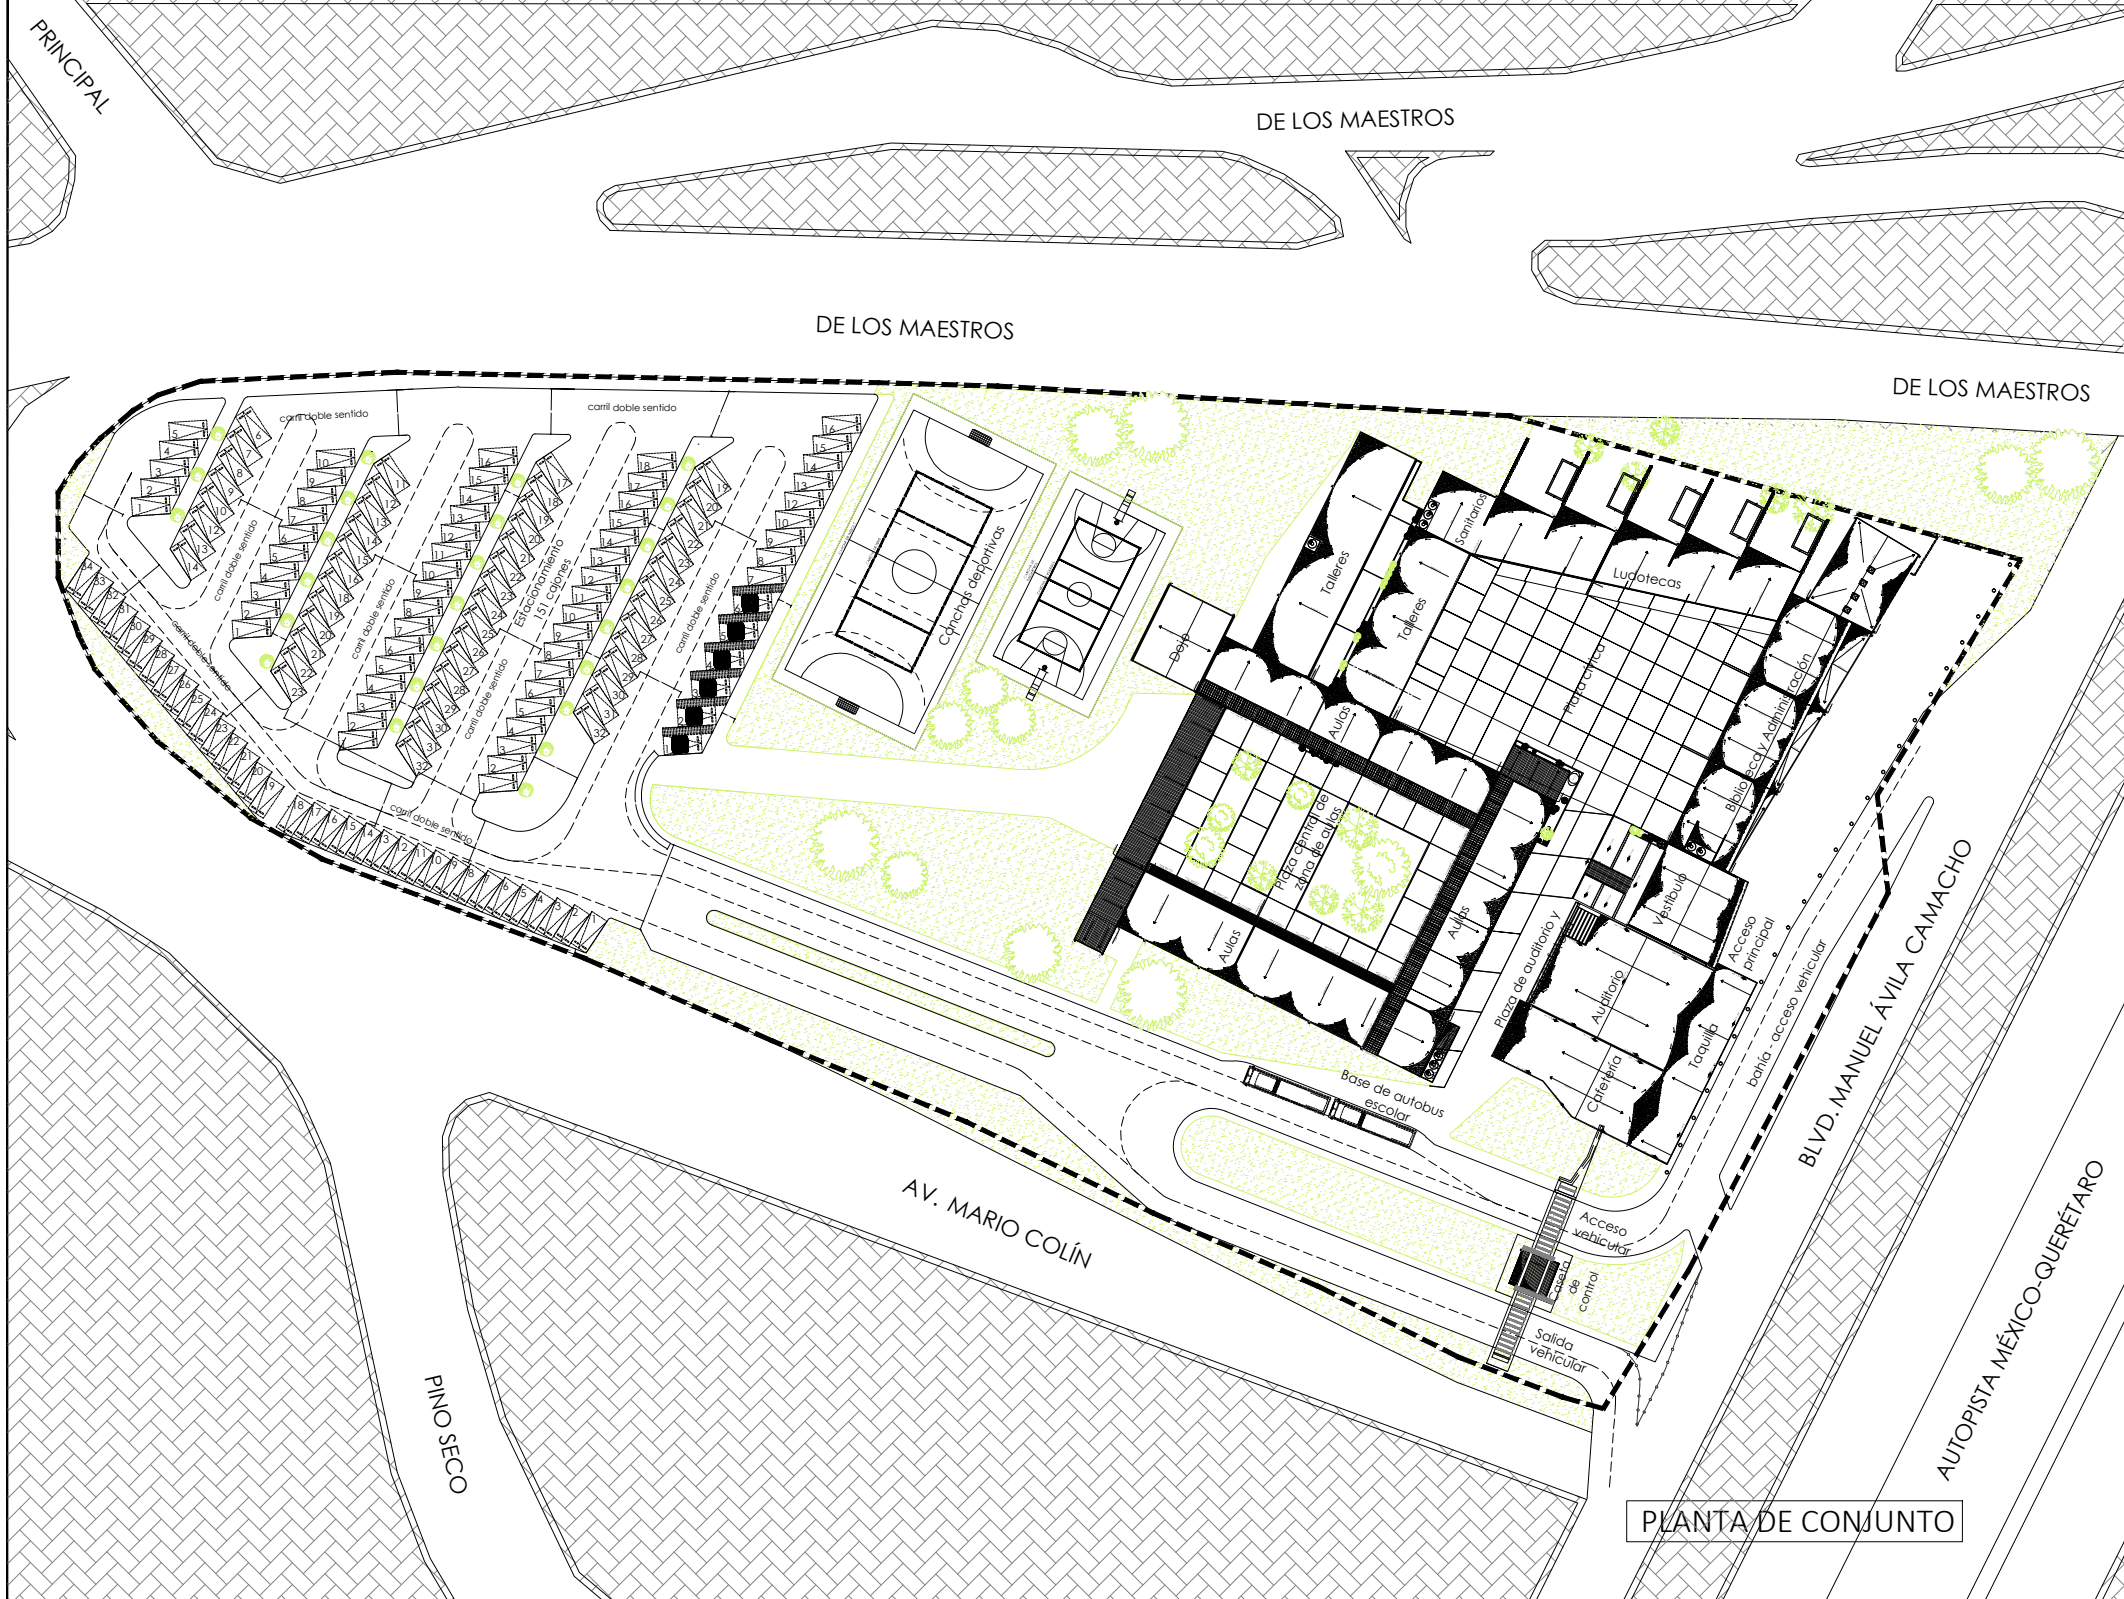 PRINCIPAL
DE LOS MAESTROS
DE LOS MAESTROS
DE LOS MAESTROS
carril doble sentido
carril doble sentido
carril doble sentido
carril doble sentido
carril doble sentido
carril doble sentido
carril doble sentido
carril doble sentido
Estacionamiento
151 cajones
Canchas deportivas
Dojo
Talleres
Talleres
Sanitarios
Ludotecas
Plaza cívica
Biblioteca y Administración
Aulas
Plaza central de
zona de aulas
Aulas
Aulas
Plaza de auditorio y
Vestíbulo
Acceso
principal
Auditorio
Taquilla
Cafetería
bahía - acceso vehicular
Base de autobus
escolar
Acceso
vehicular
Caseta
de
control
Salida
vehicular
BLVD. MANUEL ÁVILA CAMACHO
AUTOPISTA MÉXICO-QUERÉTARO
AV. MARIO COLÍN
PINO SECO
PLANTA DE CONJUNTO